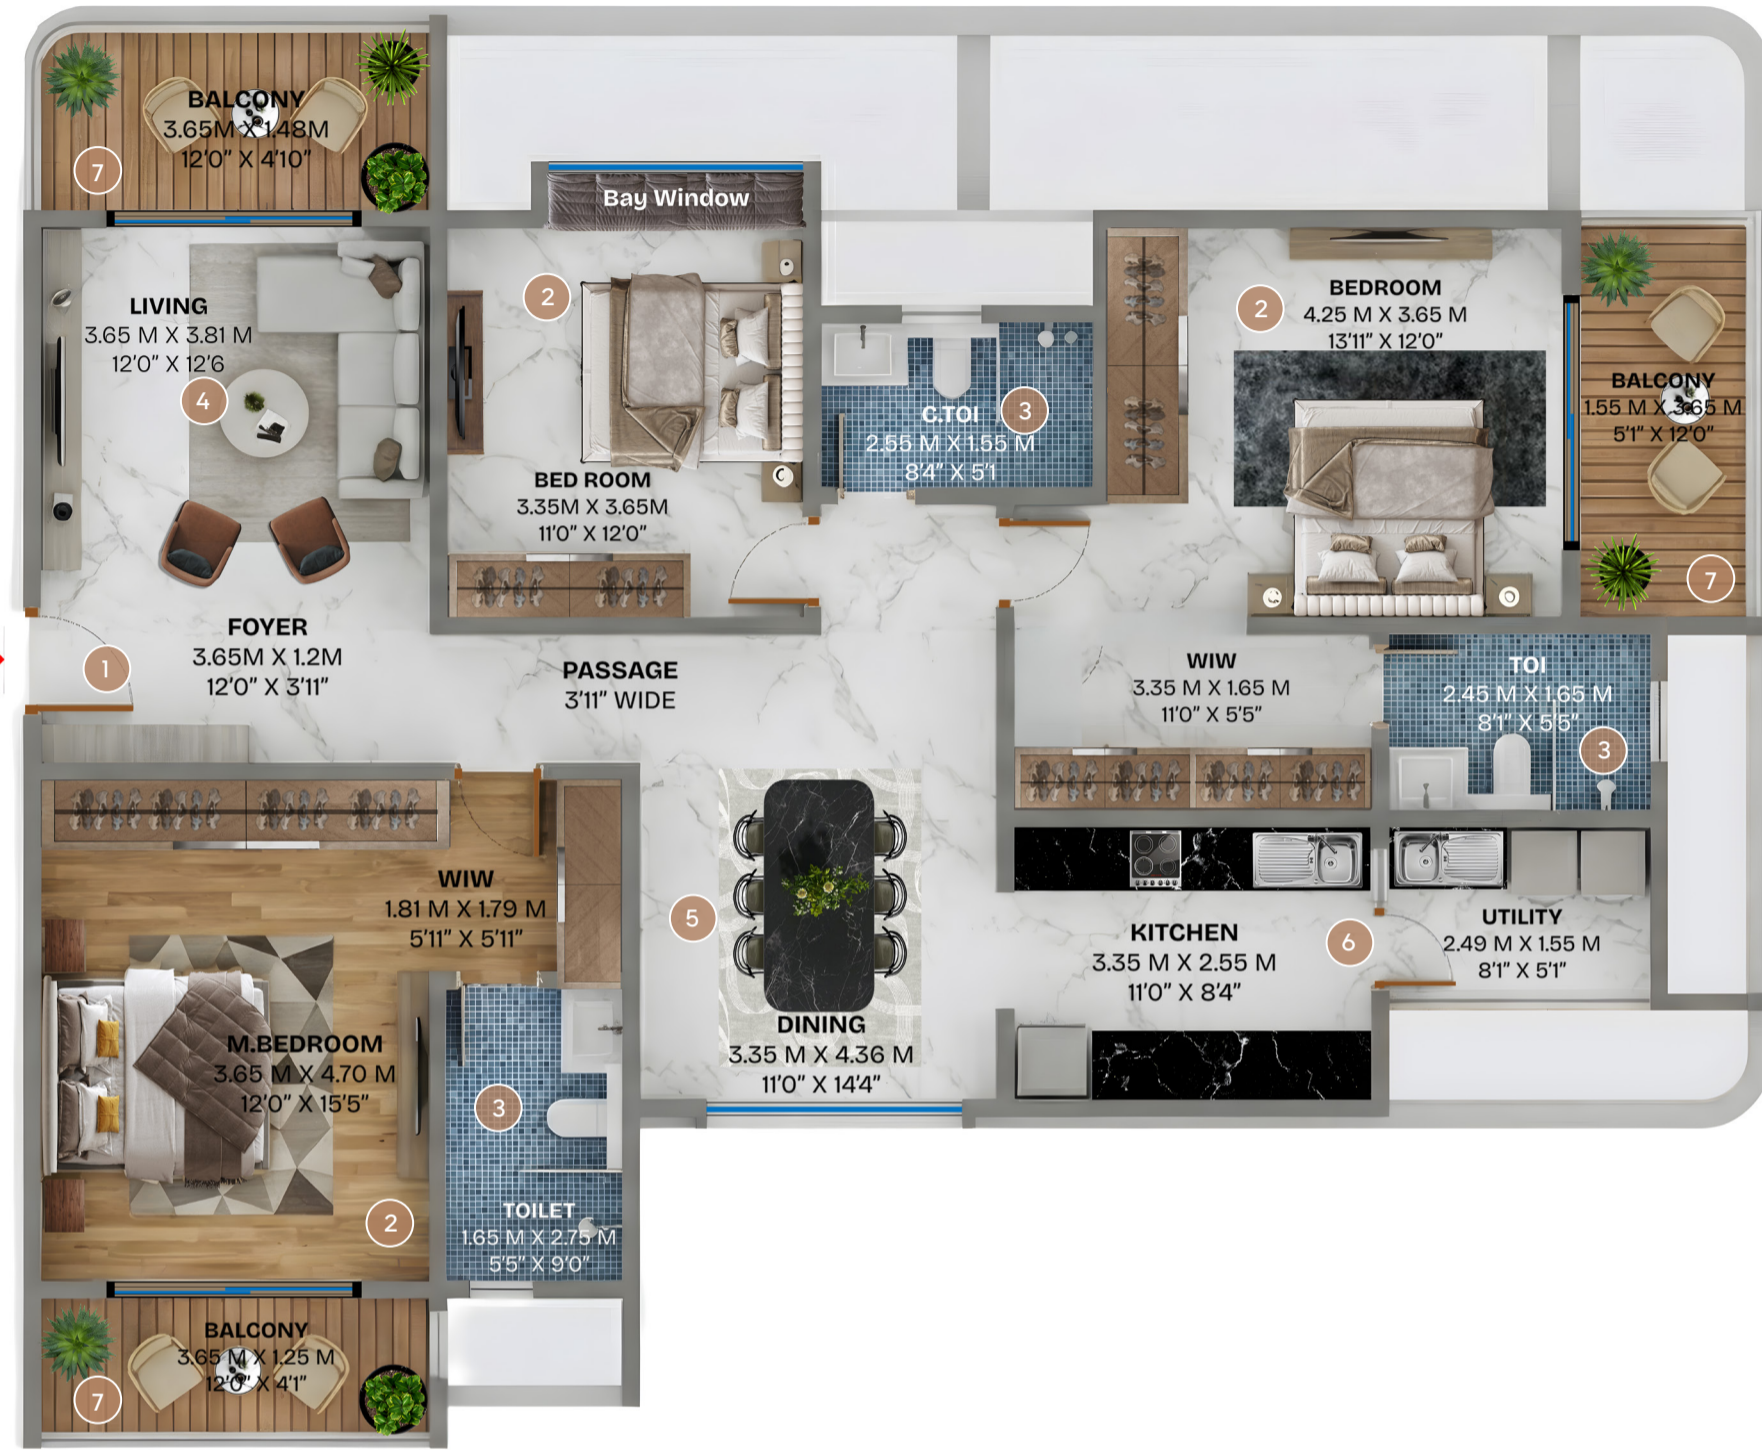 BALCONY
3.65M X 1.48M
12'0" X 4'10"
7
Bay Window
LIVING
3.65 M X 3.81 M
12'0" X 12'6
4
2
BED ROOM
3.35M X 3.65M
11'0" X 12'0"
C.TOI
3
2.55 M X 1.55 M
8'4" X 5'1
2
BEDROOM
4.25 M X 3.65 M
13'11" X 12'0"
BALCONY
1.55 M X 3.65 M
5'1" X 12'0"
7
FOYER
3.65M X 1.2M
12'0" X 3'11"
1
PASSAGE
3'11" WIDE
WIW
3.35 M X 1.65 M
11'0" X 5'5"
TOI
2.45 M X 1.65 M
8'1" X 5'5"
3
WIW
1.81 M X 1.79 M
5'11" X 5'11"
5
DINING
3.35 M X 4.36 M
11'0" X 14'4"
KITCHEN
3.35 M X 2.55 M
11'0" X 8'4"
6
UTILITY
2.49 M X 1.55 M
8'1" X 5'1"
M.BEDROOM
3.65 M X 4.70 M
12'0" X 15'5"
2
3
TOILET
1.65 M X 2.75 M
5'5" X 9'0"
BALCONY
3.65 M X 1.25 M
12'0" X 4'1"
7